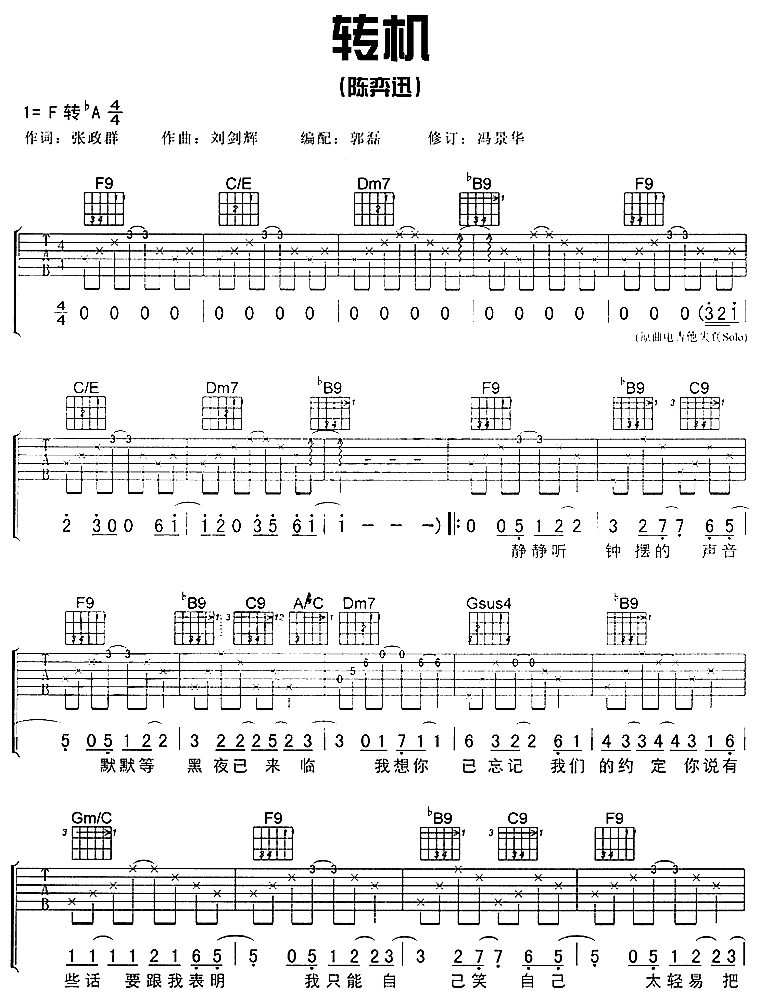 转机
(陈奕迅)
1= F 转 ♭A 4/4
作词：张政群 作曲：刘剑辉 编配：郭磊 修订：冯景华
F9 C/E Dm7 ♭B9 F9
T A B
4/4 0 0 0 0 | 0 0 0 0 | 0 0 0 0 | 0 0 0 0 | 0 0 0 (3 2 1
(原曲电吉他失真Solo)
C/E Dm7 ♭B9 F9 ♭B9 C9
T A B
2 3 0 0 6 1 | 1 2 0 3 5 6 1 | 1 - - -) ‖: 0 0 5 1 2 2 | 3 2 7 7 6 5
静静听 钟 摆的 声音
F9 ♭B9 C9 A/♯C Dm7 Gsus4 ♭B9
T A B
5 0 5 1 2 2 | 3 2 2 2 5 2 3 | 3 0 1 7 1 1 | 6 3 2 2 6 1 | 4 3 3 4 4 3 1 6
默默等 黑 夜已 来 临 我想你 已 忘记 我们 的约 定 你说有
Gm/C F9 ♭B9 C9 F9
T A B
1 1 1 1 2 1 6 5 | 5 0 5 1 2 2 3 | 3 2 7 7 6 5 | 5 0 5 1 2 2 3
些话 要跟我表明 我只能 自 己笑 自己 太轻易 把